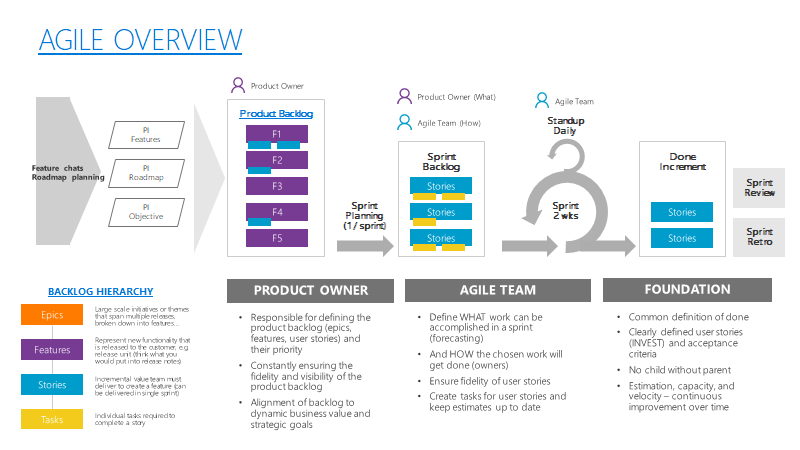 AGILE OVERVIEW
Product Owner
Product Owner (What)
Agile Team (How)
Agile Team
Feature chats
Roadmap planning
PI
Features
PI
Roadmap
PI
Objective
Product Backlog
F1
F2
F3
F4
F5
Sprint
Planning
(1 / sprint)
Sprint
Backlog
Stories
Stories
Stories
Standup
Daily
Sprint
2 wks
Done
Increment
Stories
Stories
Sprint
Review
Sprint
Retro
BACKLOG HIERARCHY
Epics
Large scale initiatives or themes
that span multiple releases,
broken down into features...
Features
Represent new functionality that
is released to the customer, e.g.
release unit (think what you
would put into release notes)
Stories
Incremental value team must
deliver to create a feature (can
be delivered in single sprint)
Tasks
Individual tasks required to
complete a story
PRODUCT OWNER
• Responsible for defining the
product backlog (epics,
features, user stories) and
their priority
• Constantly ensuring the
fidelity and visibility of the
product backlog
• Alignment of backlog to
dynamic business value and
strategic goals
AGILE TEAM
• Define WHAT work can be
accomplished in a sprint
(forecasting)
• And HOW the chosen work will
get done (owners)
• Ensure fidelity of user stories
• Create tasks for user stories and
keep estimates up to date
FOUNDATION
• Common definition of done
• Clearly defined user stories
(INVEST) and acceptance
criteria
• No child without parent
• Estimation, capacity, and
velocity – continuous
improvement over time